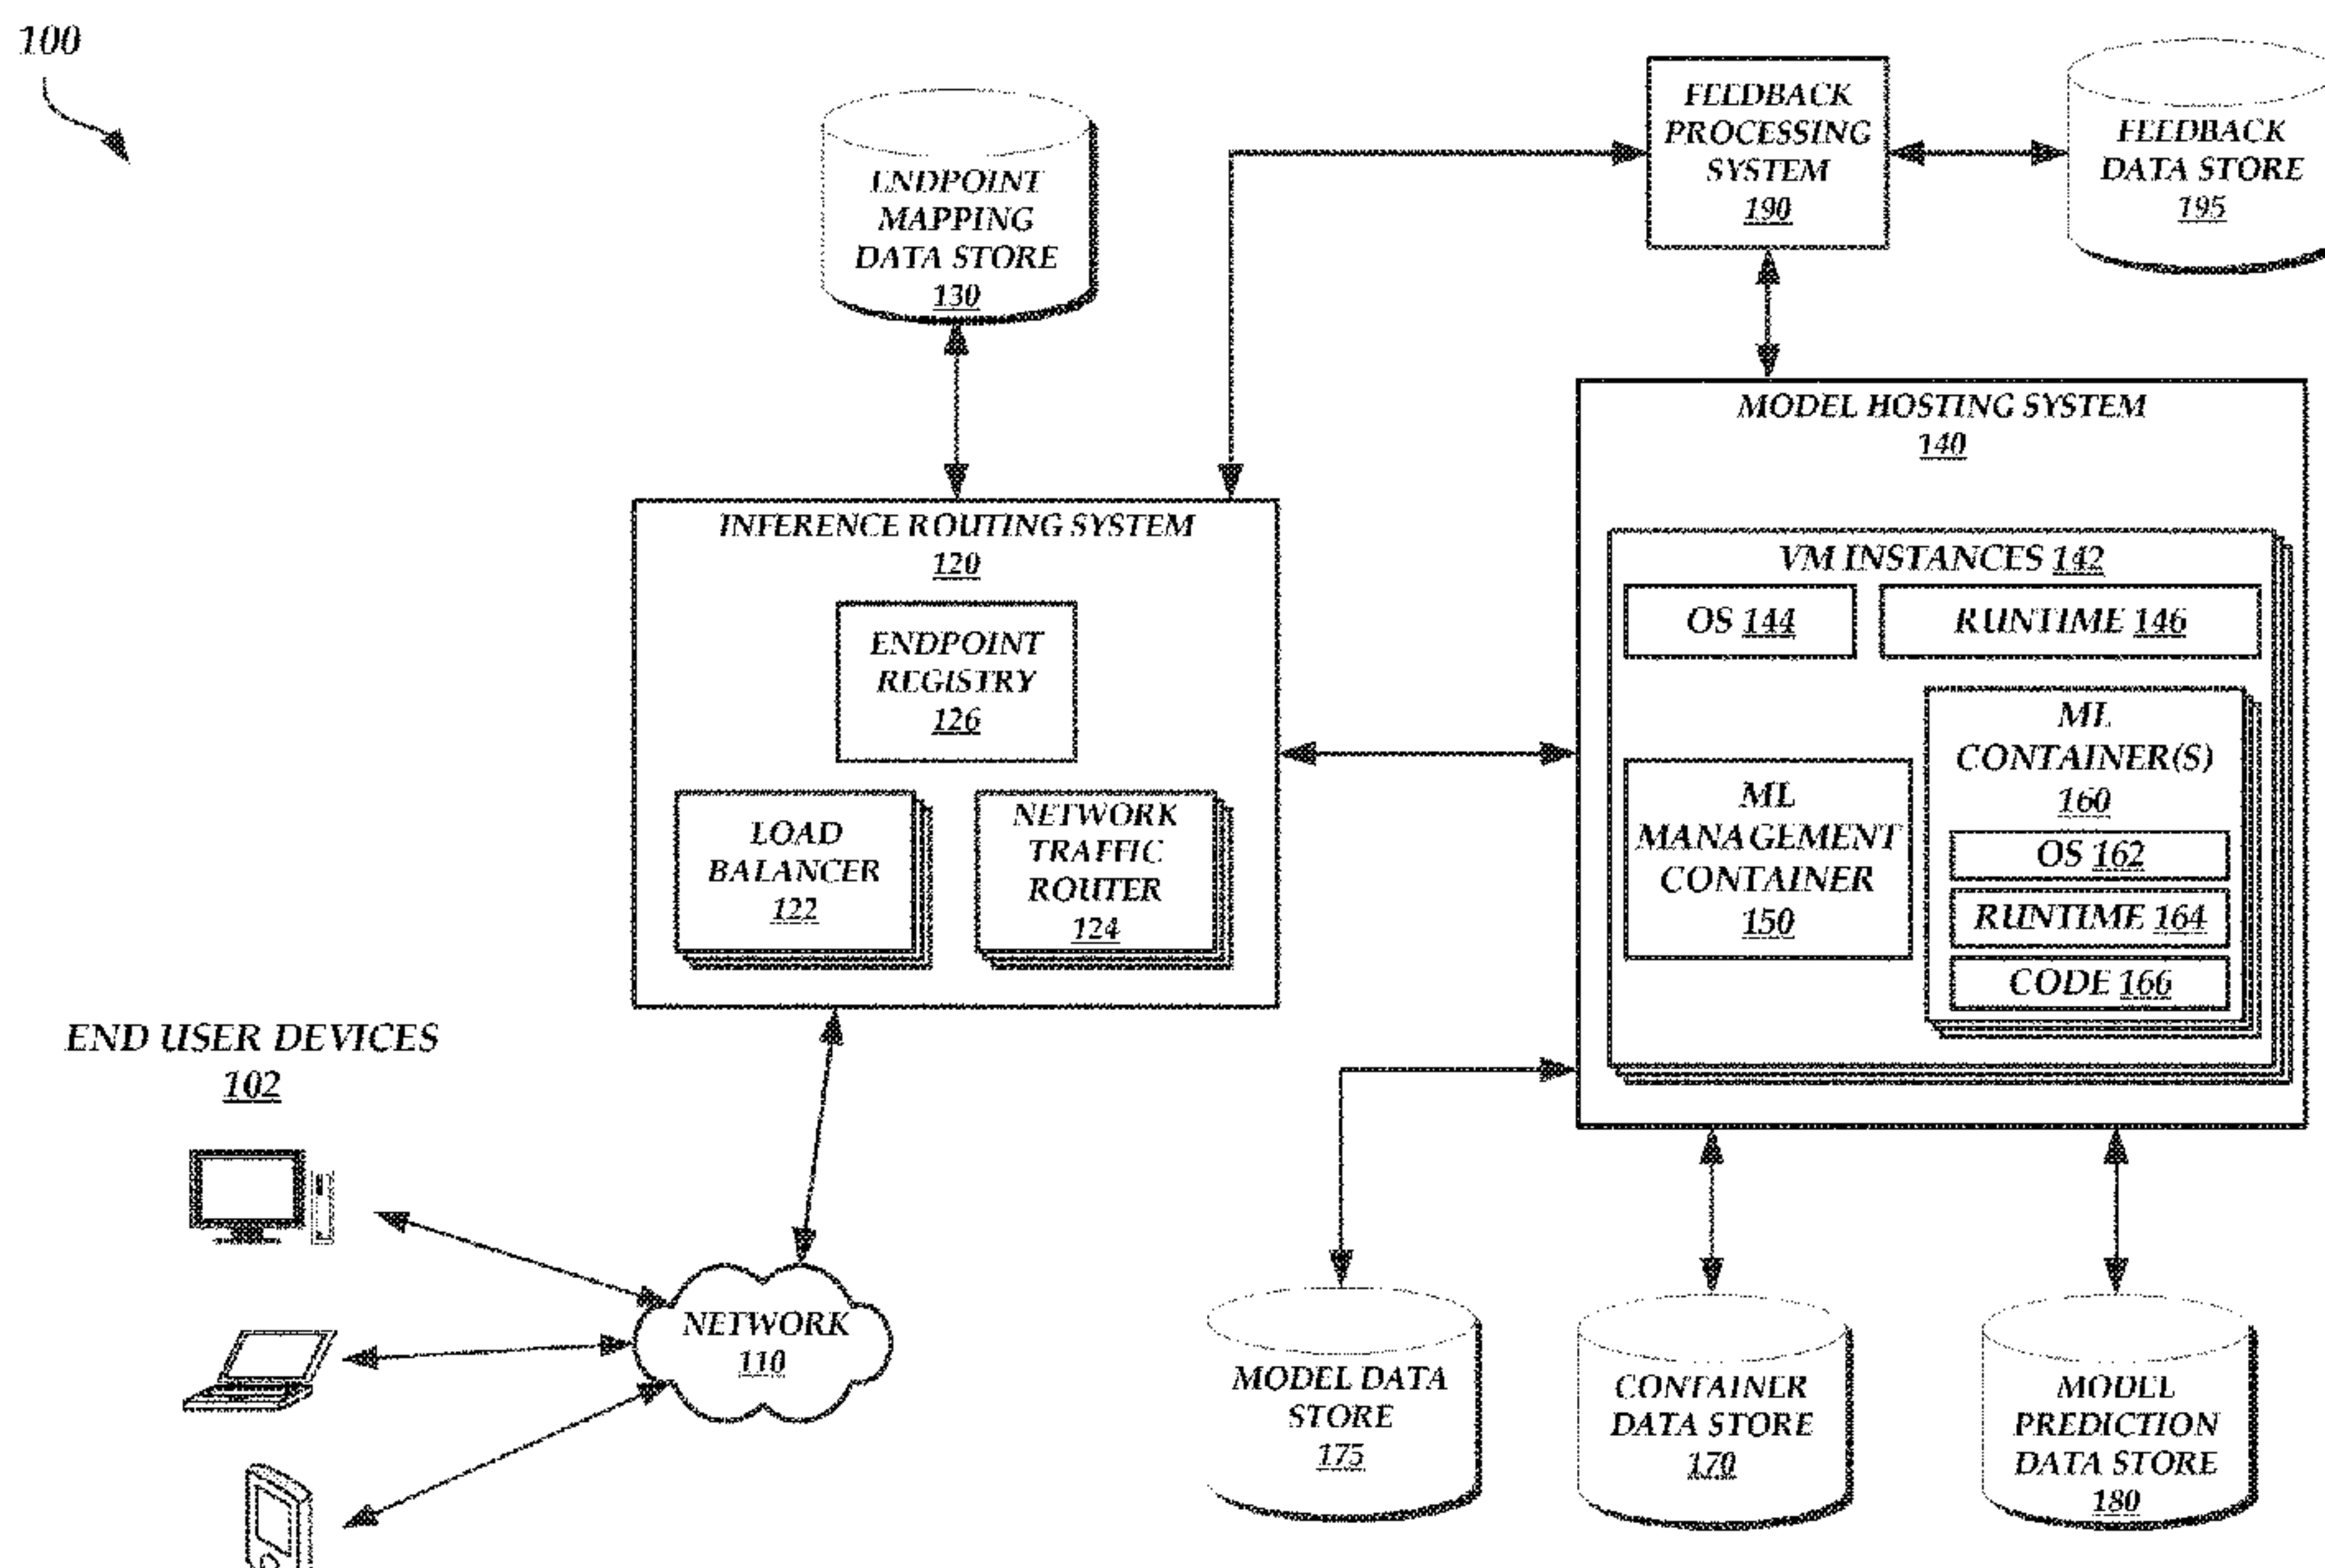 100
ENDPOINT
MAPPING
DATA STORE
130
FEEDBACK
PROCESSING
SYSTEM
190
FEEDBACK
DATA STORE
195
INFERENCE ROUTING SYSTEM
120
ENDPOINT
REGISTRY
126
LOAD
BALANCER
122
NETWORK
TRAFFIC
ROUTER
124
MODEL HOSTING SYSTEM
140
VM INSTANCES 142
OS 144
RUNTIME 146
ML
MANAGEMENT
CONTAINER
150
ML
CONTAINER(S)
160
OS 162
RUNTIME 164
CODE 166
END USER DEVICES
102
NETWORK
110
MODEL DATA
STORE
175
CONTAINER
DATA STORE
170
MODEL
PREDICTION
DATA STORE
180